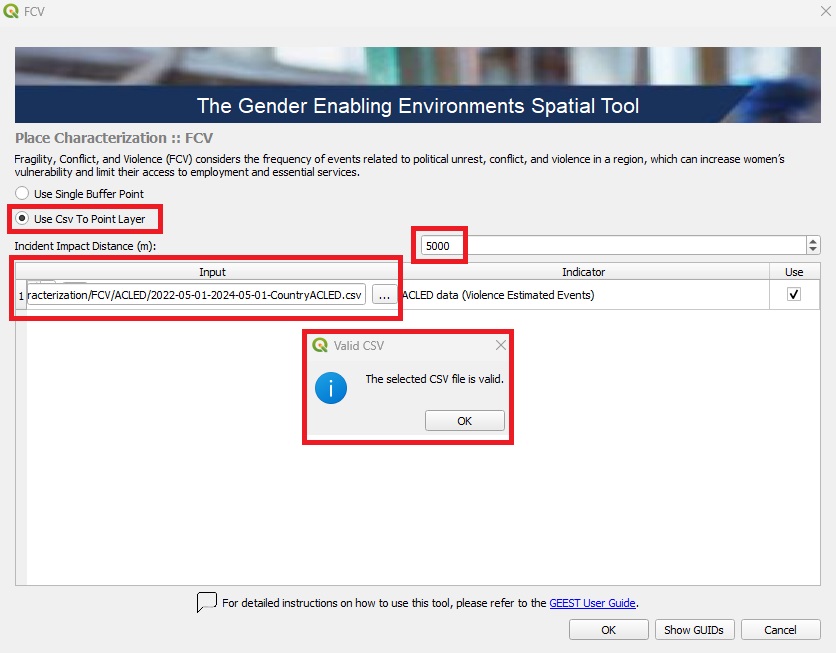 FCV
The Gender Enabling Environments Spatial Tool
Place Characterization :: FCV
Fragility, Conflict, and Violence (FCV) considers the frequency of events related to political unrest, conflict, and violence in a region, which can increase women's
vulnerability and limit their access to employment and essential services.
Use Single Buffer Point
Use Csv To Point Layer
Incident Impact Distance (m): 5000
Input Indicator Use
1 racterization/FCV/ACLED/2022-05-01-2024-05-01-CountryACLED.csv ... ACLED data (Violence Estimated Events)
Valid CSV
The selected CSV file is valid.
OK
For detailed instructions on how to use this tool, please refer to the GEEST User Guide.
OK Show GUIDs Cancel